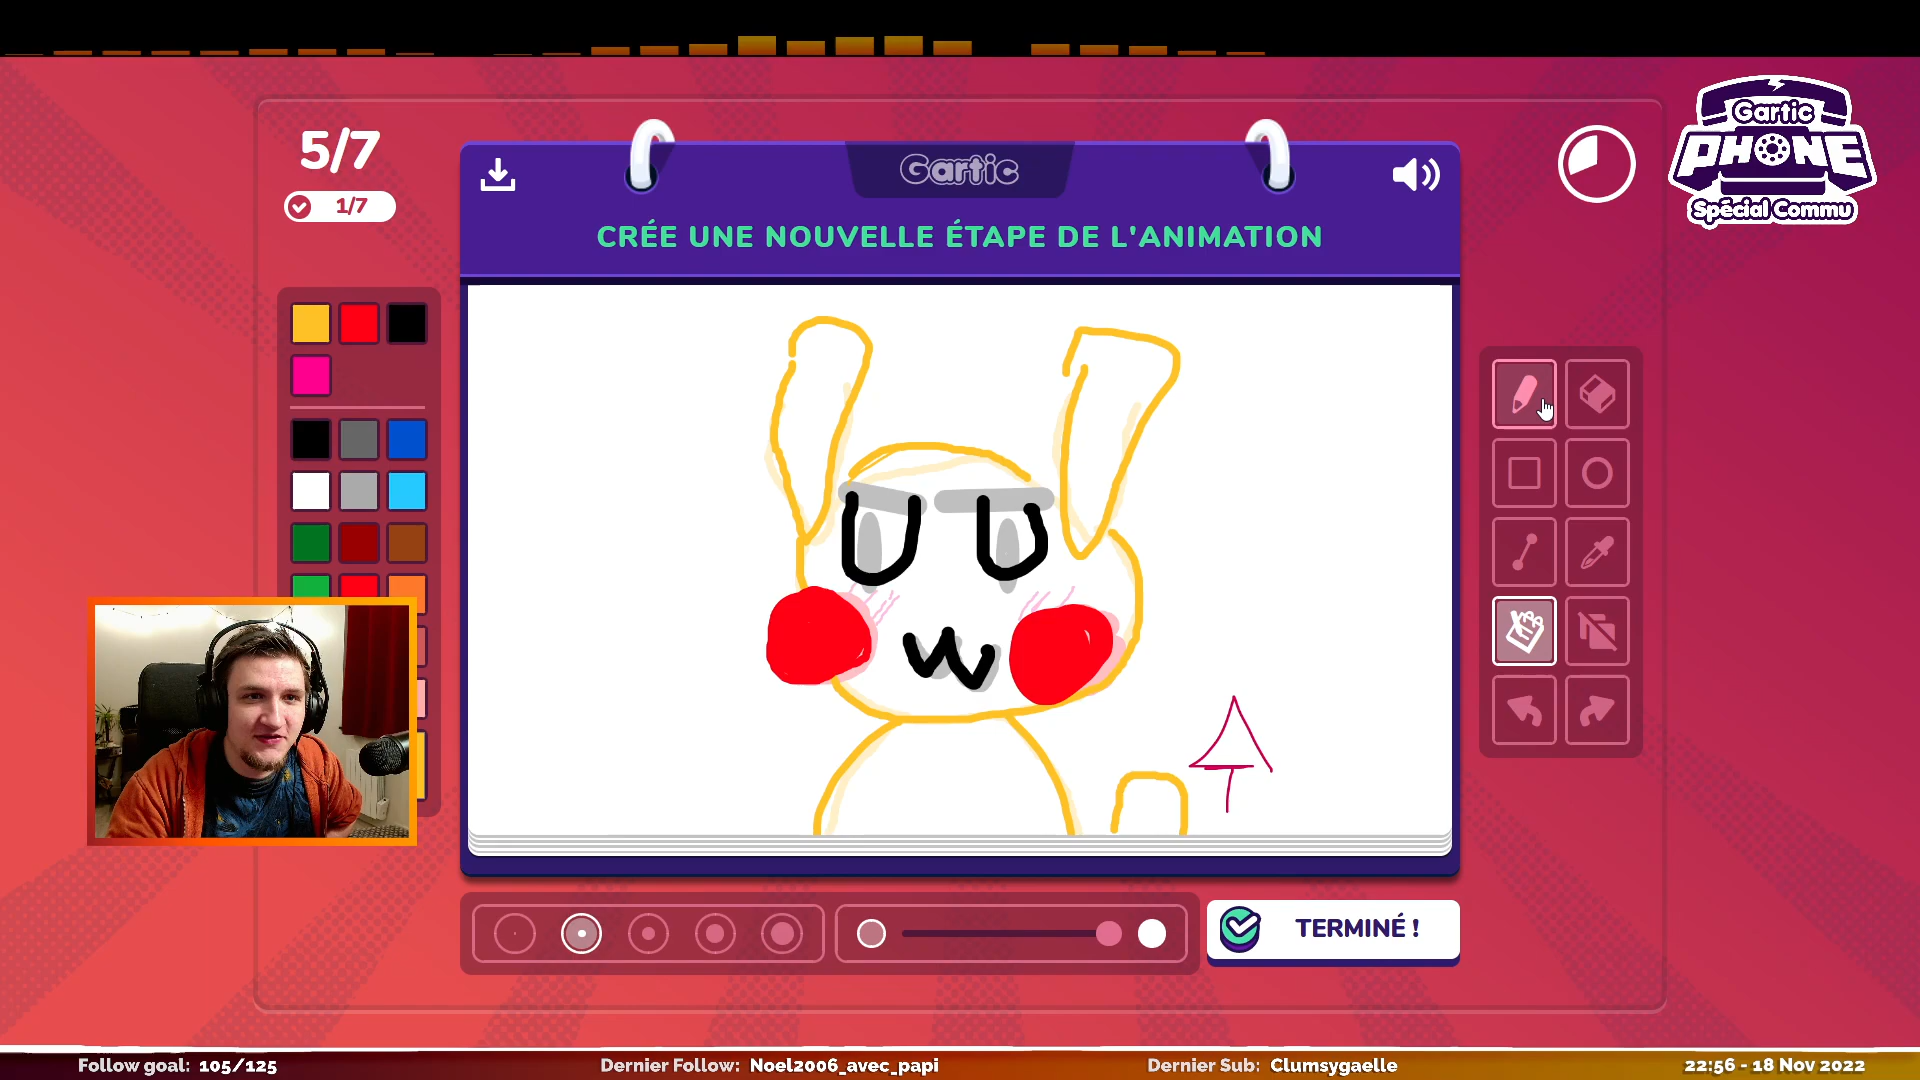 5/7
1/7
Gartic
CRÉE UNE NOUVELLE ÉTAPE DE L'ANIMATION
Gartic
PHONE
Spécial Commu
TERMINÉ !
Follow goal: 105/125
Dernier Follow: Noel2006_avec_papi
Dernier Sub: Clumsygaelle
22:56 - 18 Nov 2022